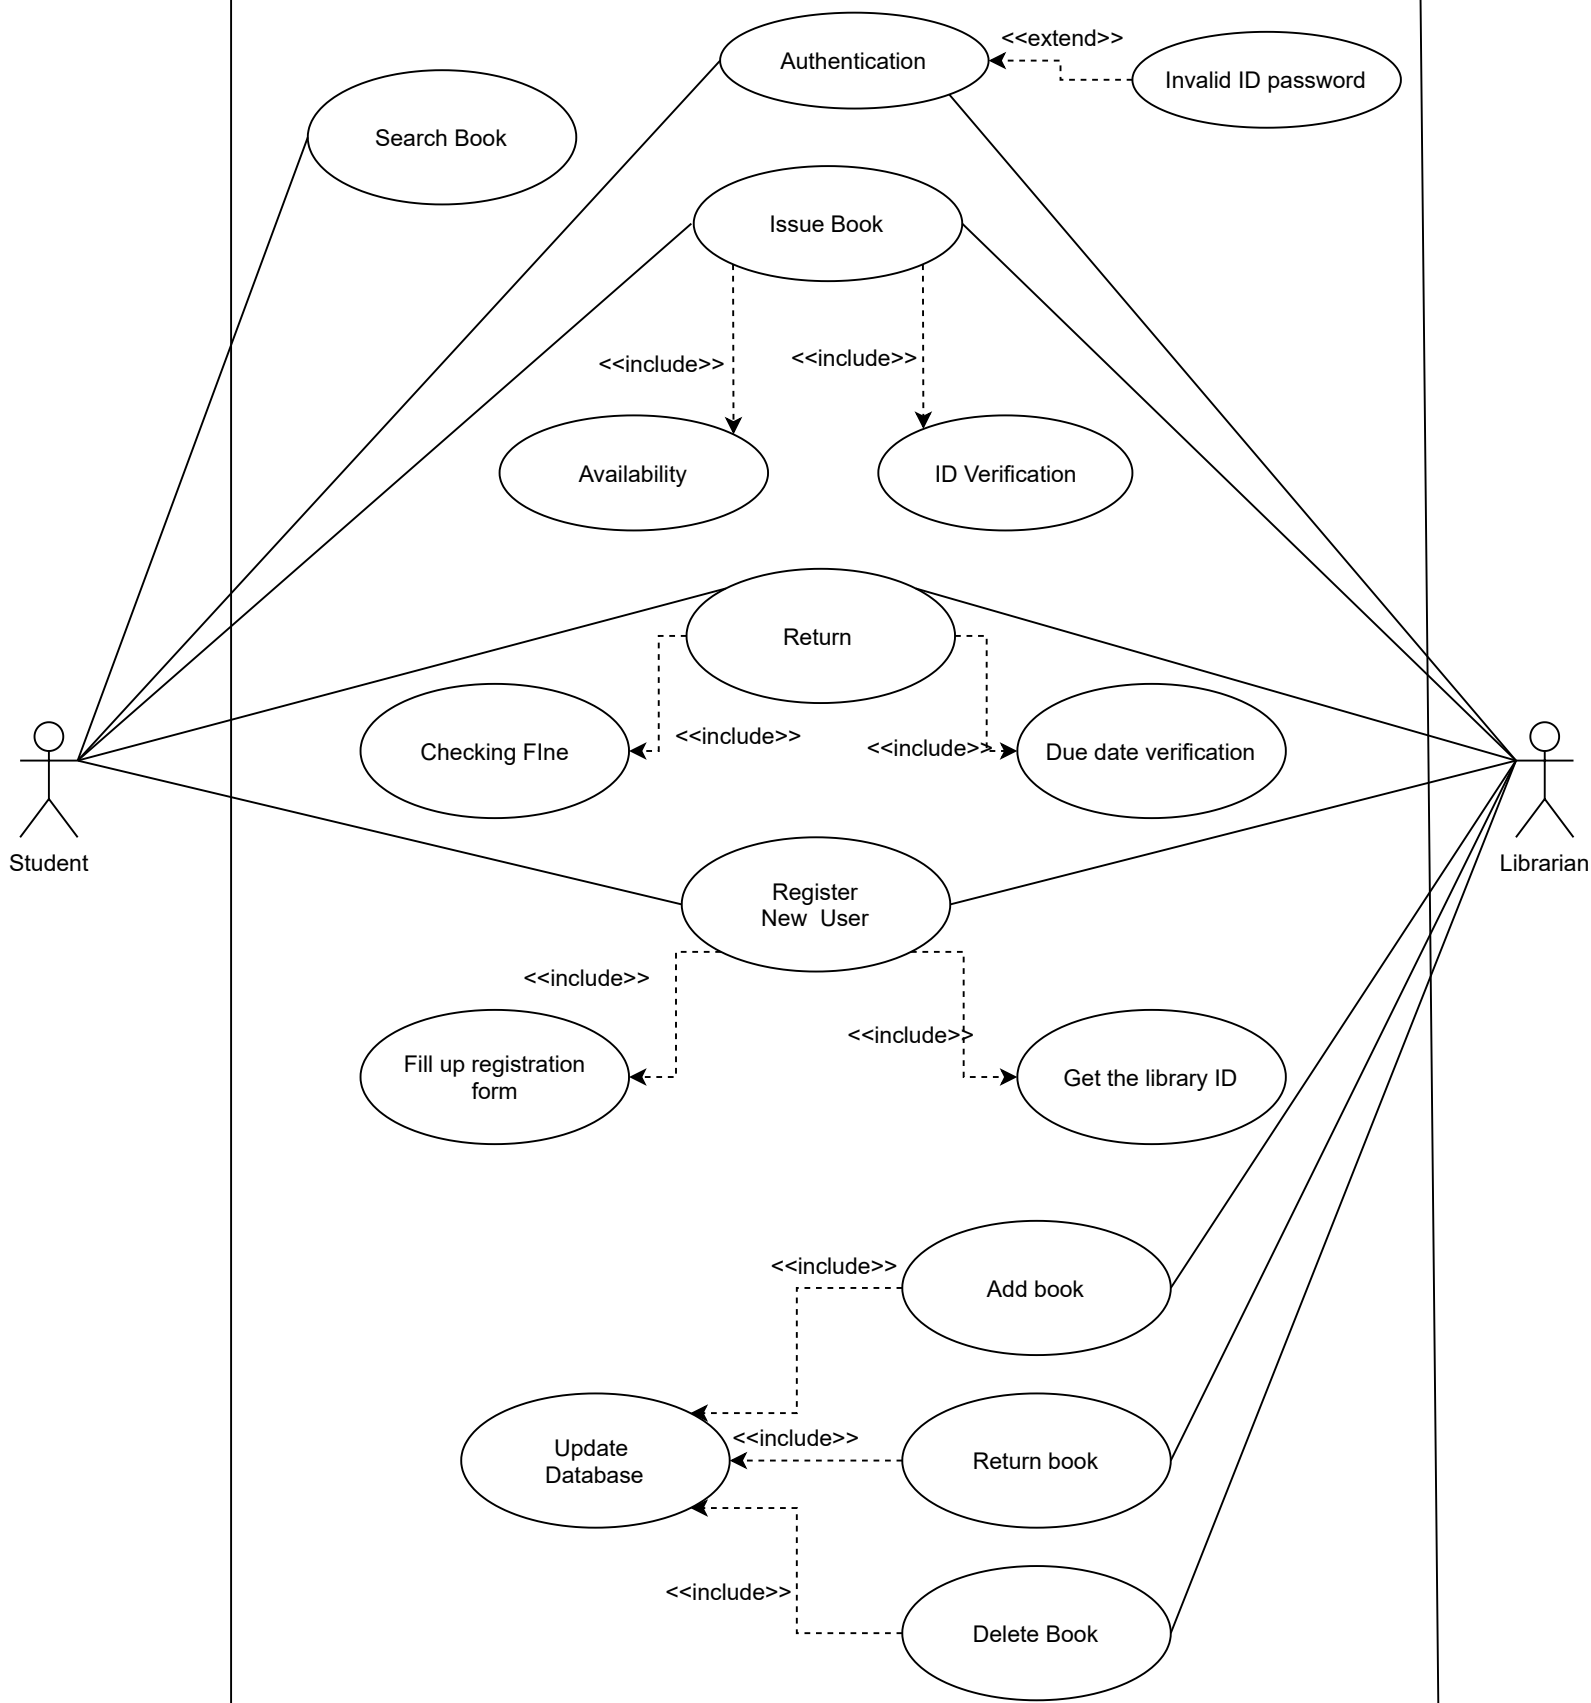 <<extend>>
Authentication
Invalid ID password
Search Book
Issue Book
<<include>>
<<include>>
Availability
ID Verification
Return
<<include>>
<<include>>
Checking FIne
Due date verification
Student
Librarian
Register
New  User
<<include>>
<<include>>
Fill up registration
form
Get the library ID
<<include>>
Add book
<<include>>
Update
Database
Return book
<<include>>
Delete Book